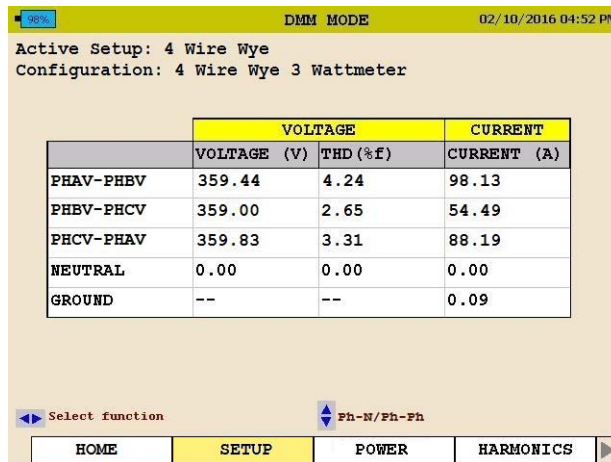 98% DMM MODE 02/10/2016 04:52 PM
Active Setup: 4 Wire Wye
Configuration: 4 Wire Wye 3 Wattmeter
VOLTAGE CURRENT
VOLTAGE (V) THD(%f) CURRENT (A)
PHAV-PHBV 359.44 4.24 98.13
PHBV-PHCV 359.00 2.65 54.49
PHCV-PHAV 359.83 3.31 88.19
NEUTRAL 0.00 0.00 0.00
GROUND -- -- 0.09
Select function Ph-N/Ph-Ph
HOME SETUP POWER HARMONICS